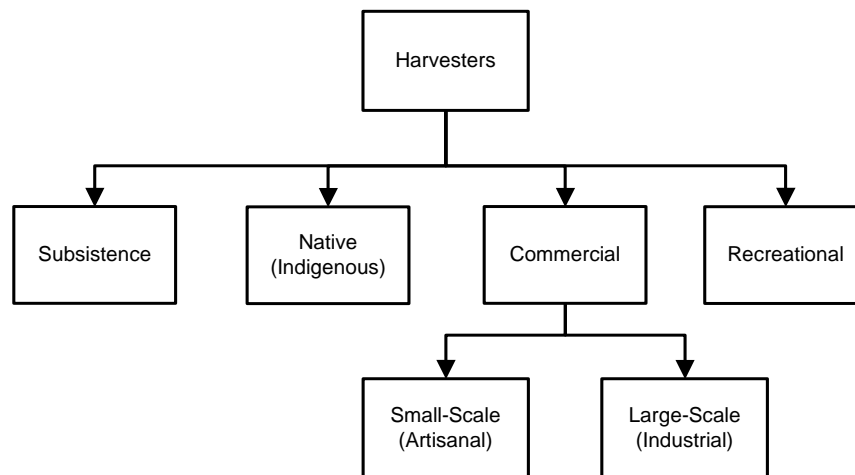 Harvesters
Subsistence
Native
(Indigenous)
Commercial
Recreational
Small-Scale
(Artisanal)
Large-Scale
(Industrial)